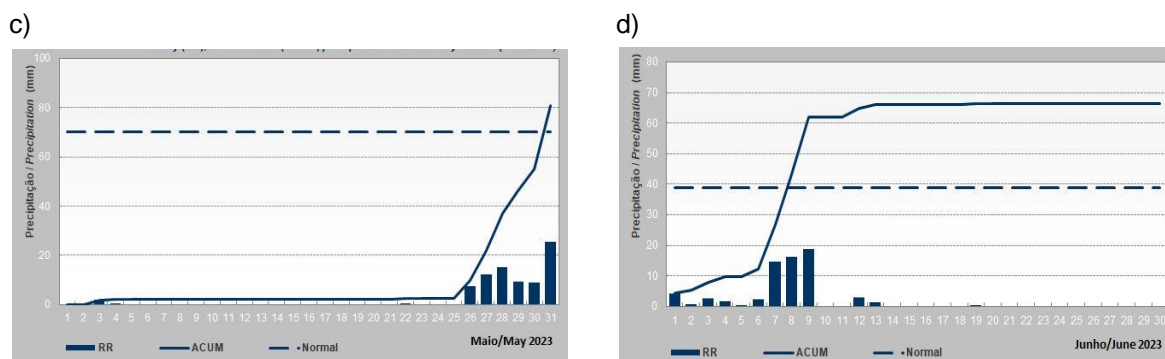 c)
d)
Precipitação / Precipitation (mm)
100
80
60
40
20
0
1 2 3 4 5 6 7 8 9 10 11 12 13 14 15 16 17 18 19 20 21 22 23 24 25 26 27 28 29 30 31
RR ACUM Normal Maio/May 2023
Precipitação / Precipitation (mm)
80
70
60
50
40
30
20
10
0
1 2 3 4 5 6 7 8 9 10 11 12 13 14 15 16 17 18 19 20 21 22 23 24 25 26 27 28 29 30
RR ACUM Normal Junho/June 2023